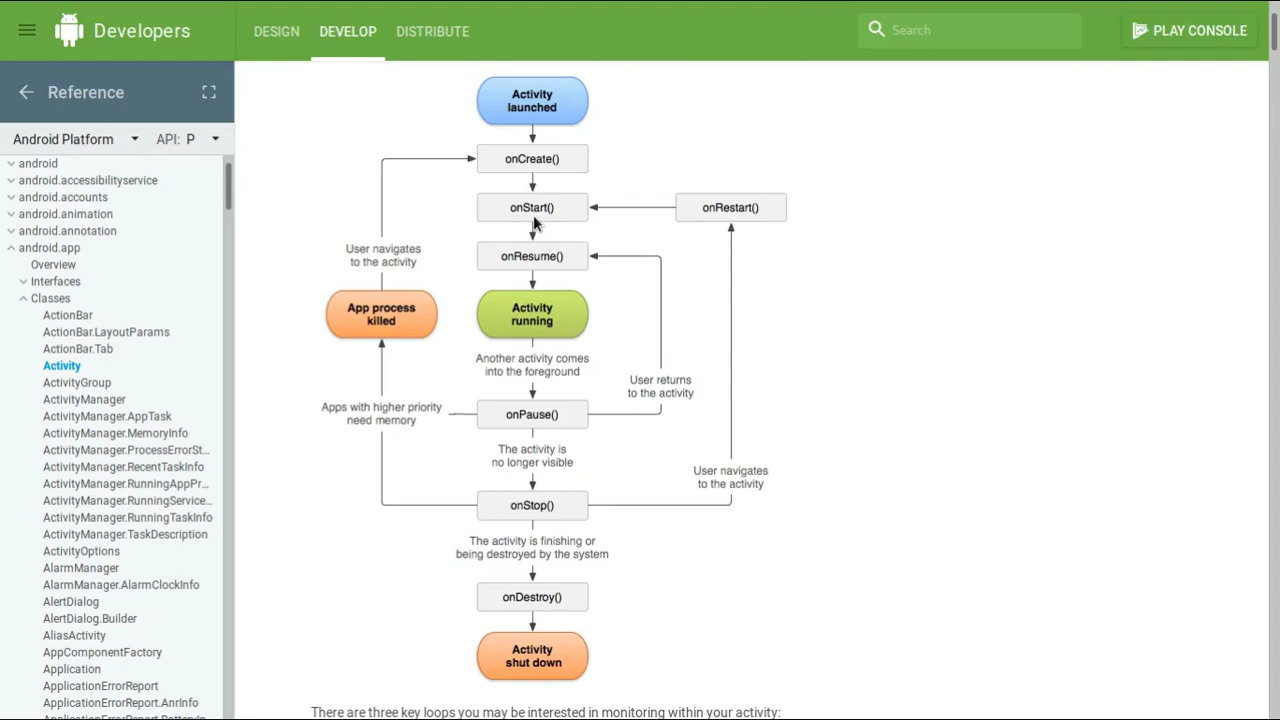 Developers
DESIGN
DEVELOP
DISTRIBUTE
Search
PLAY CONSOLE
Reference
Android Platform
API: P
android
android.accessibilityservice
android.accounts
android.animation
android.annotation
android.app
Overview
Interfaces
Classes
ActionBar
ActionBar.LayoutParams
ActionBar.Tab
Activity
ActivityGroup
ActivityManager
ActivityManager.AppTask
ActivityManager.MemoryInfo
ActivityManager.ProcessErrorSt...
ActivityManager.RecentTaskInfo
ActivityManager.RunningAppPr...
ActivityManager.RunningService...
ActivityManager.RunningTaskInfo
ActivityManager.TaskDescription
ActivityOptions
AlarmManager
AlarmManager.AlarmClockInfo
AlertDialog
AlertDialog.Builder
AliasActivity
AppComponentFactory
Application
ApplicationErrorReport
ApplicationErrorReport.AnrInfo
Activity
launched
onCreate()
onStart()
onRestart()
User navigates
to the activity
onResume()
App process
killed
Activity
running
Another activity comes
into the foreground
User returns
to the activity
Apps with higher priority
need memory
onPause()
The activity is
no longer visible
User navigates
to the activity
onStop()
The activity is finishing or
being destroyed by the system
onDestroy()
Activity
shut down
There are three key loops you may be interested in monitoring within your activity: